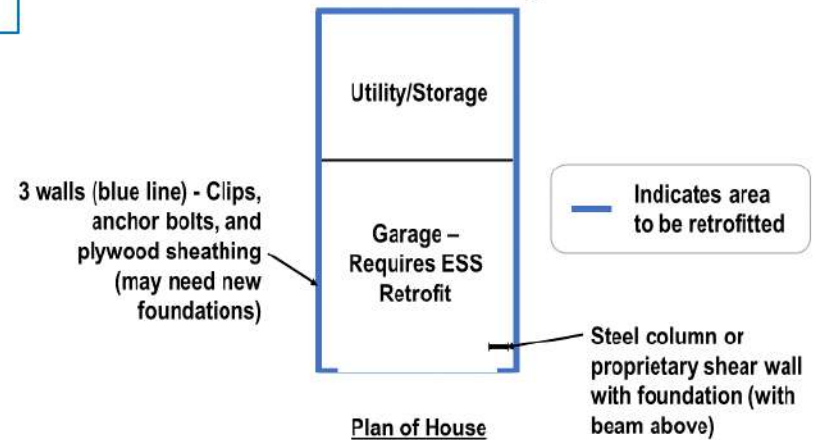 Utility/Storage
3 walls (blue line) - Clips,
anchor bolts, and
plywood sheathing
(may need new
foundations)
Garage –
Requires ESS
Retrofit
Indicates area
to be retrofitted
Steel column or
proprietary shear wall
with foundation (with
beam above)
Plan of House